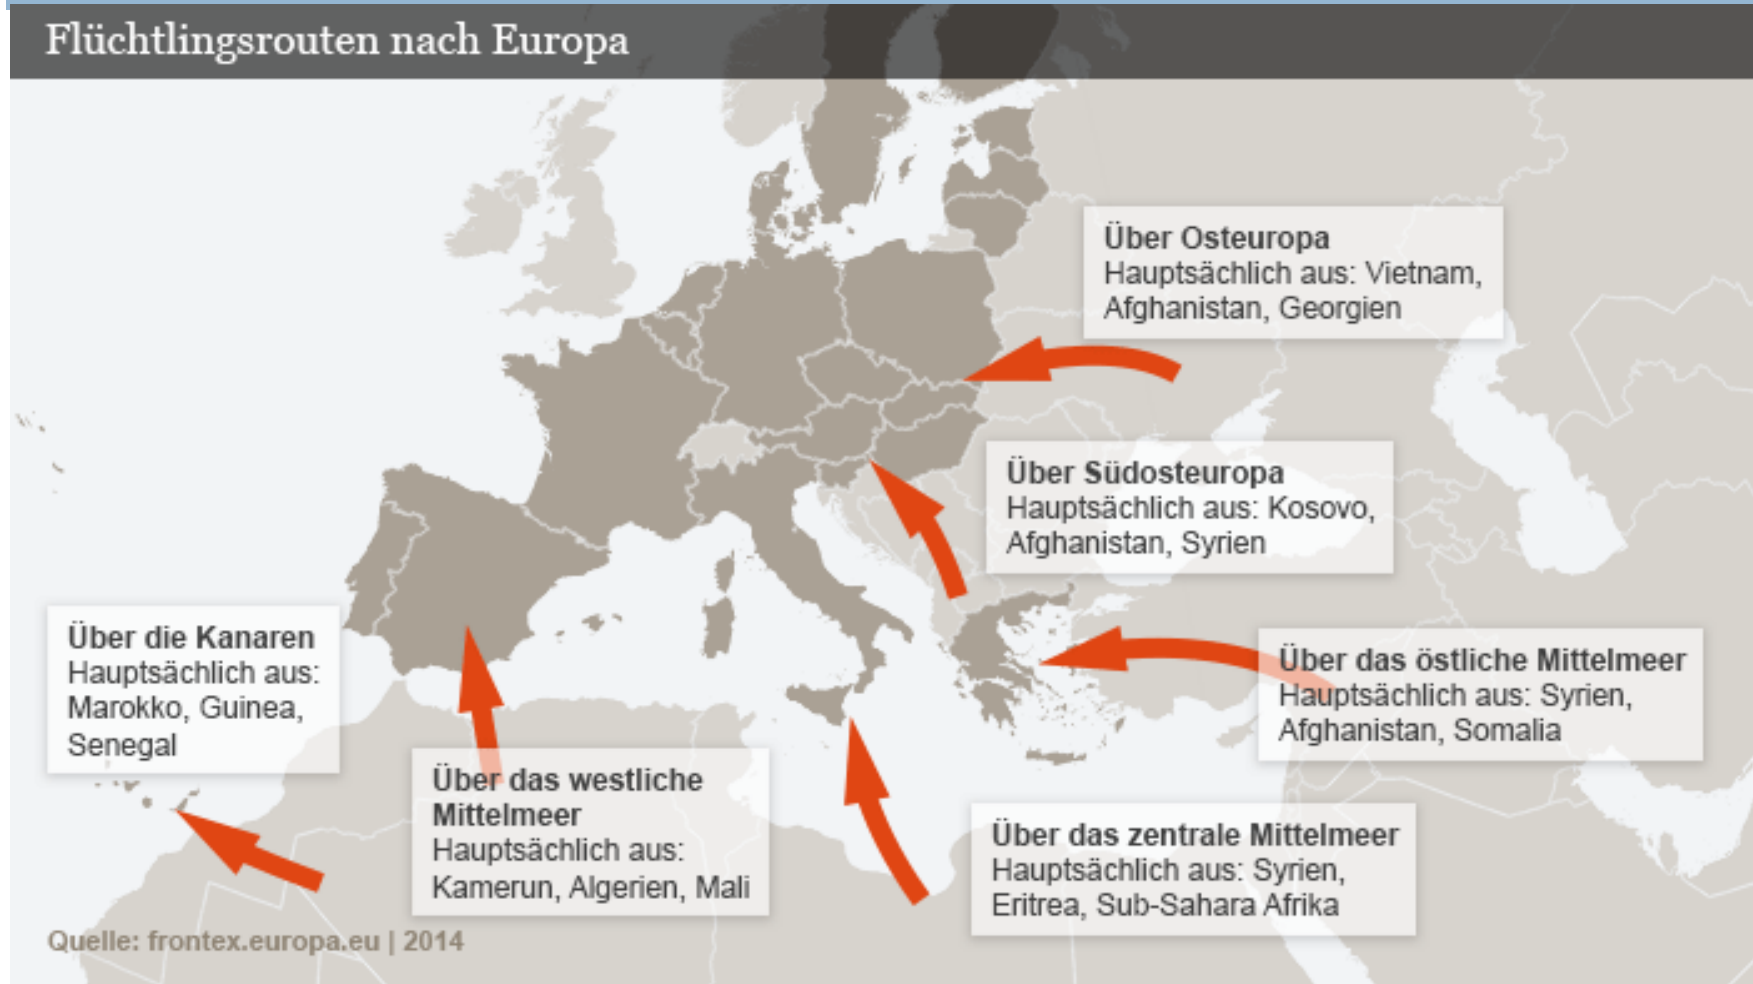 Flüchtlingsrouten nach Europa
Über Osteuropa
Hauptsächlich aus: Vietnam,
Afghanistan, Georgien
Über Südosteuropa
Hauptsächlich aus: Kosovo,
Afghanistan, Syrien
Über die Kanaren
Hauptsächlich aus:
Marokko, Guinea,
Senegal
Über das östliche Mittelmeer
Hauptsächlich aus: Syrien,
Afghanistan, Somalia
Über das westliche
Mittelmeer
Hauptsächlich aus:
Kamerun, Algerien, Mali
Über das zentrale Mittelmeer
Hauptsächlich aus: Syrien,
Eritrea, Sub-Sahara Afrika
Quelle: frontex.europa.eu | 2014